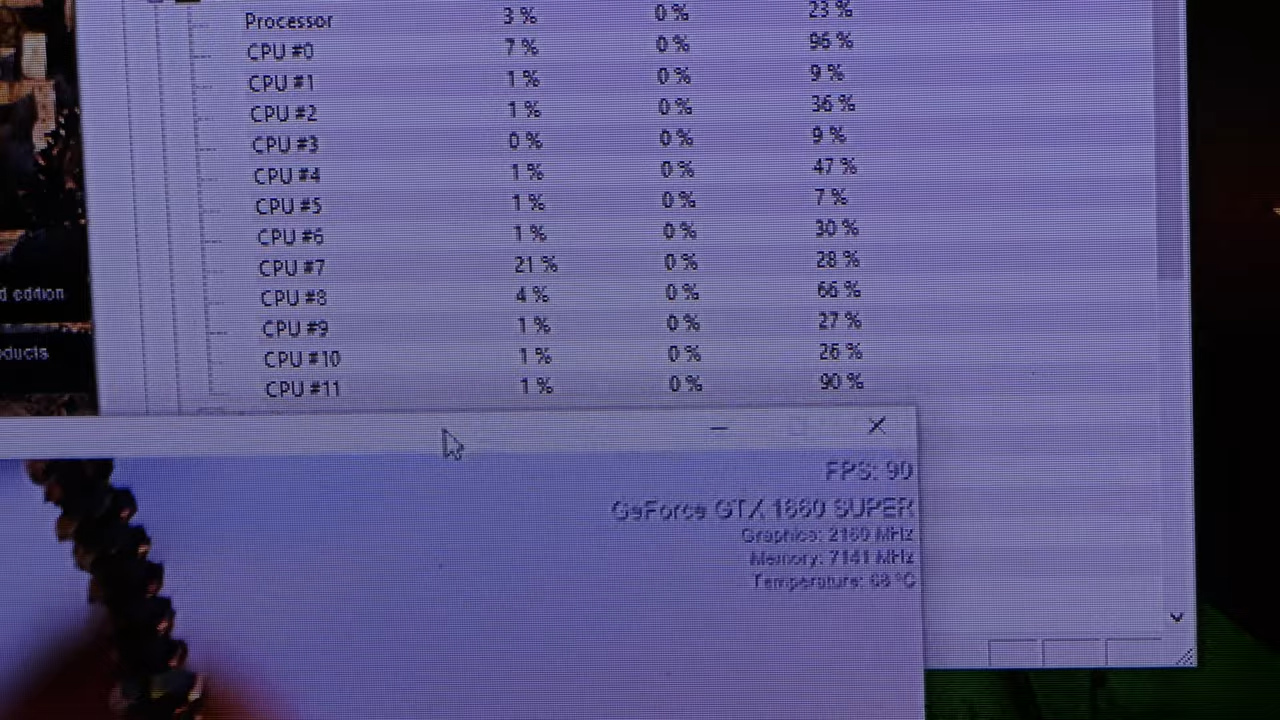 Processor 3 % 0 % 23 %
CPU #0 7 % 0 % 96 %
CPU #1 1 % 0 % 9 %
CPU #2 1 % 0 % 36 %
CPU #3 0 % 0 % 9 %
CPU #4 1 % 0 % 47 %
CPU #5 1 % 0 % 7 %
CPU #6 1 % 0 % 30 %
CPU #7 21 % 0 % 28 %
d edition
CPU #8 4 % 0 % 66 %
CPU #9 1 % 0 % 27 %
oducts
CPU #10 1 % 0 % 26 %
CPU #11 1 % 0 % 90 %
FPS: 90
GeForce GTX 1660 SUPER
Graphics: 2160 MHz
Memory: 7141 MHz
Temperature: 68 °C